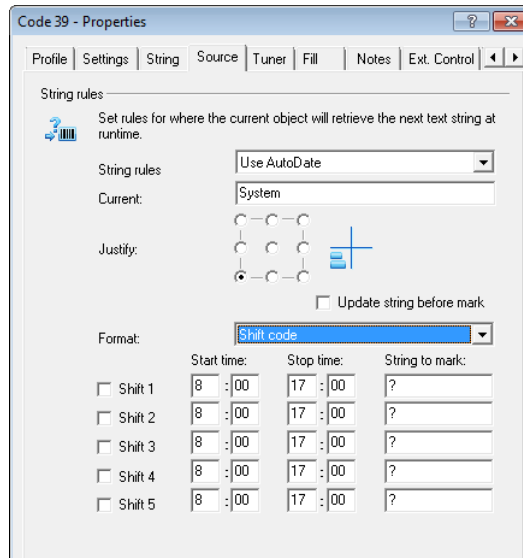 Code 39 - Properties
Profile Settings String Source Tuner Fill Notes Ext. Control
String rules
Set rules for where the current object will retrieve the next text string at
runtime.
String rules Use AutoDate
Current: System
Justify:
Update string before mark
Format: Shift code
Start time: Stop time: String to mark:
Shift 1 8 : 00 17 : 00 ?
Shift 2 8 : 00 17 : 00 ?
Shift 3 8 : 00 17 : 00 ?
Shift 4 8 : 00 17 : 00 ?
Shift 5 8 : 00 17 : 00 ?